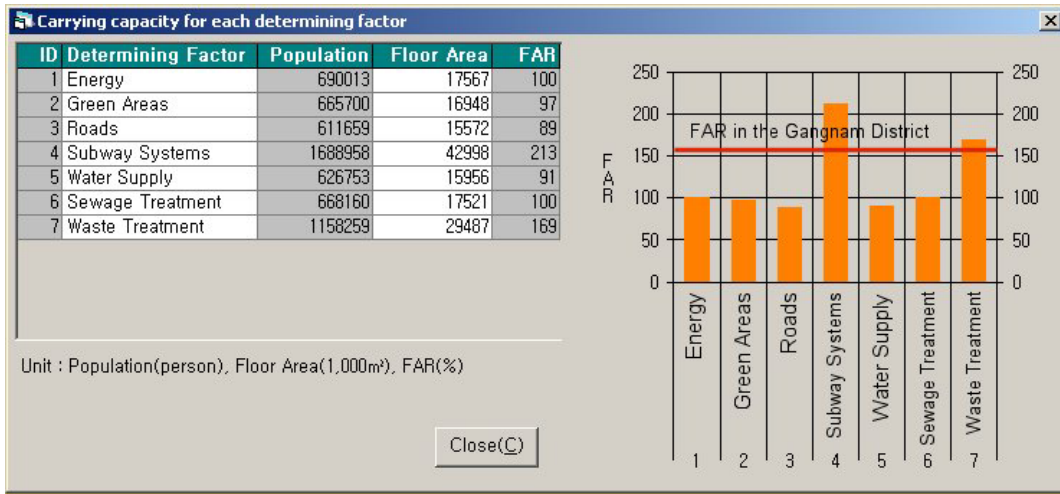 Carrying capacity for each determining factor
ID Determining Factor Population Floor Area FAR
1 Energy 690013 17567 100
2 Green Areas 665700 16948 97
3 Roads 611659 15572 89
4 Subway Systems 1688958 42998 213
5 Water Supply 626753 15956 91
6 Sewage Treatment 668160 17521 100
7 Waste Treatment 1158259 29487 169
Unit : Population(person), Floor Area(1,000m²), FAR(%)
Close(C)
250 250
200 200
FAR in the Gangnam District
150 150
100 100
50 50
0 0
FAR
Energy
Green Areas
Roads
Subway Systems
Water Supply
Sewage Treatment
Waste Treatment
1 2 3 4 5 6 7